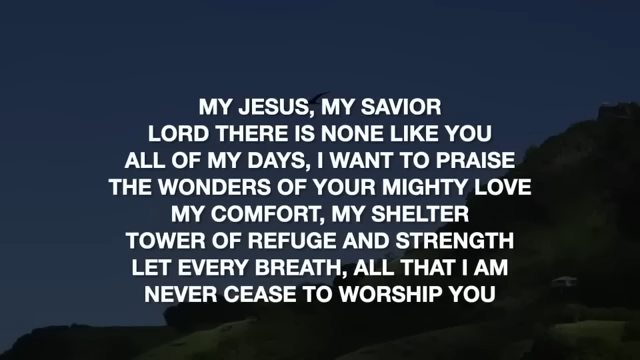 MY JESUS, MY SAVIOR
LORD THERE IS NONE LIKE YOU
ALL OF MY DAYS, I WANT TO PRAISE
THE WONDERS OF YOUR MIGHTY LOVE
MY COMFORT, MY SHELTER
TOWER OF REFUGE AND STRENGTH
LET EVERY BREATH, ALL THAT I AM
NEVER CEASE TO WORSHIP YOU